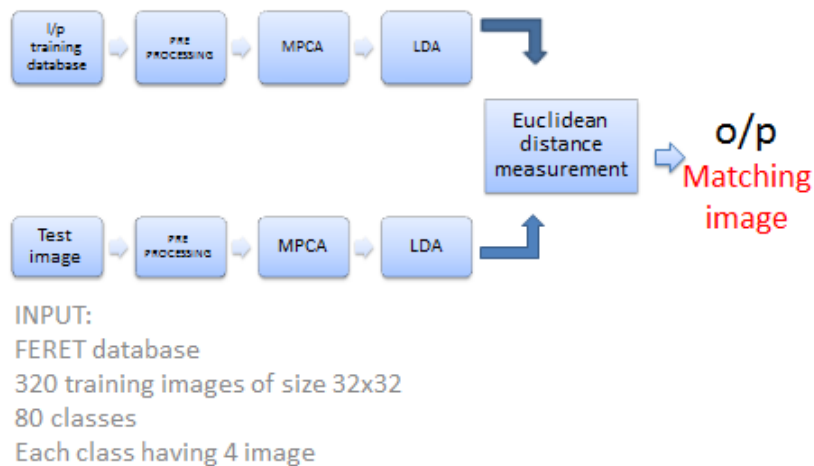 I/p
training
database
PRE
PROCESSING
MPCA
LDA
Euclidean
distance
measurement
o/p
Matching
image
Test
image
PRE
PROCESSING
MPCA
LDA
INPUT:
FERET database
320 training images of size 32x32
80 classes
Each class having 4 image